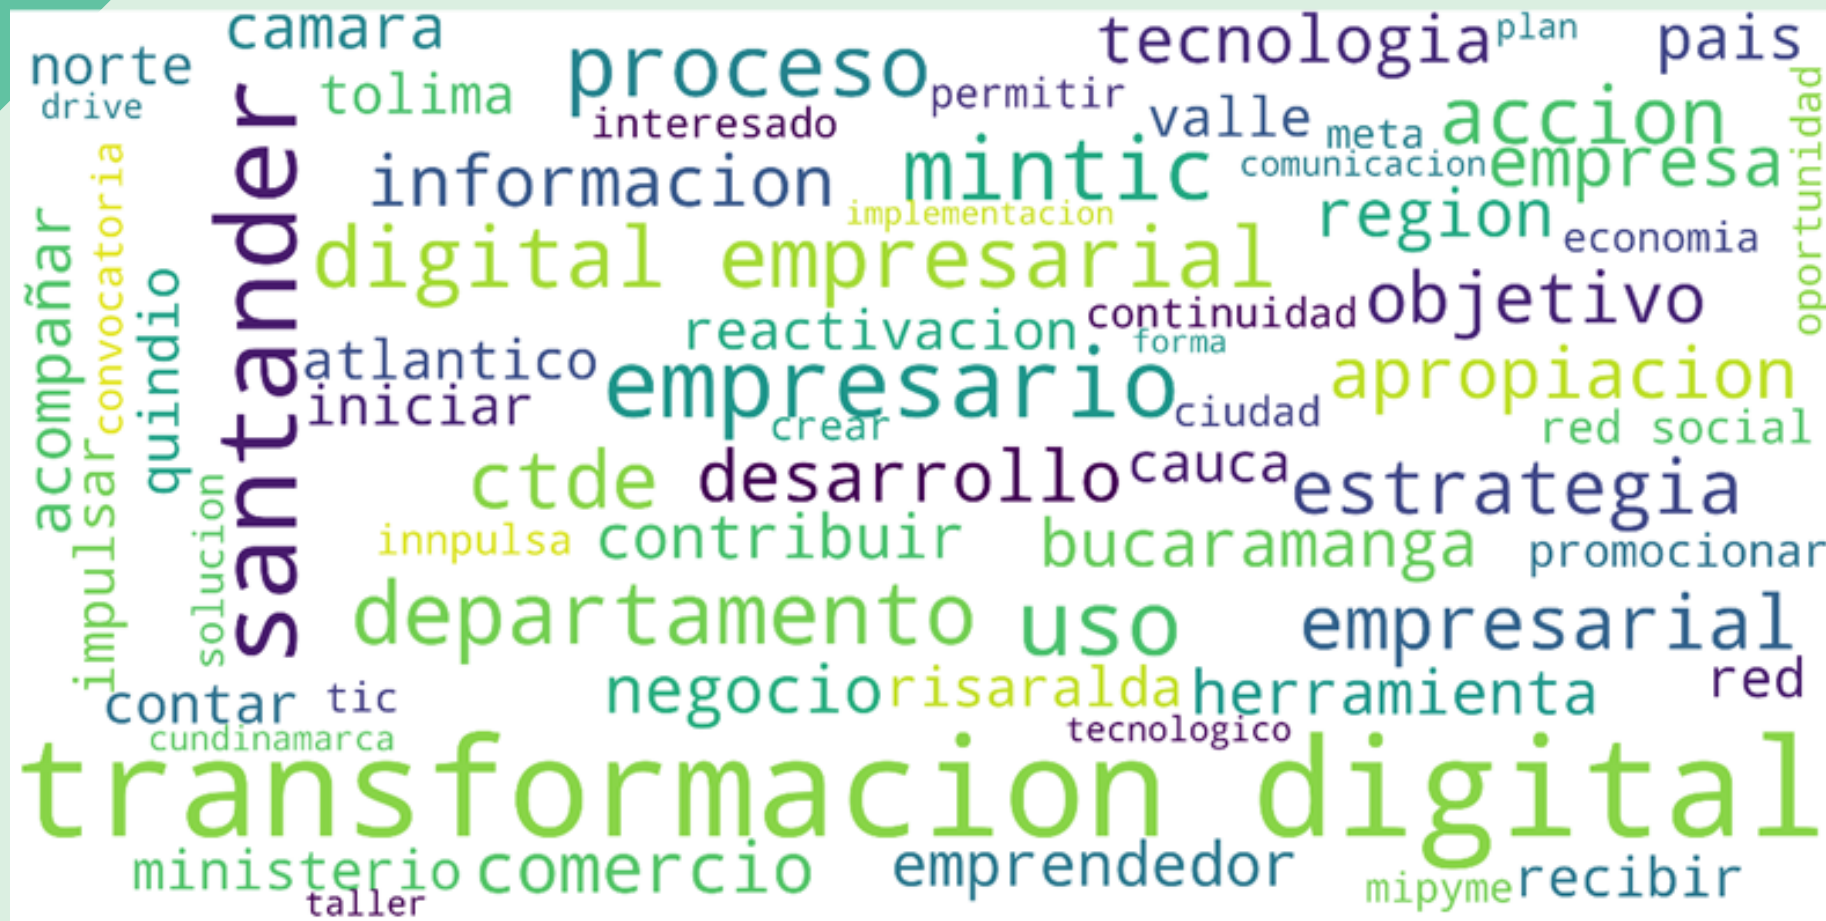 camara
norte
drive
tolima
proceso
tecnologia
plan
pais
permitir
interesado
valle
meta
accion
oportunidad
santander
informacion
mintic
comunicacion
empresa
convocatoria
implementacion
region
economia
acompañar
digital empresarial
quindio
continuidad
objetivo
reactivacion
forma
atlantico
empresario
apropiacion
iniciar
crear
ciudad
red social
impulsar
ctde
desarrollo
cauca
estrategia
solucion
innpulsa
contribuir
bucaramanga
promocionar
departamento
uso
empresarial
contar
tic
negocio
risaralda
herramienta
red
cundinamarca
tecnologico
transformacion digital
ministerio
comercio
emprendedor
mipyme
recibir
taller